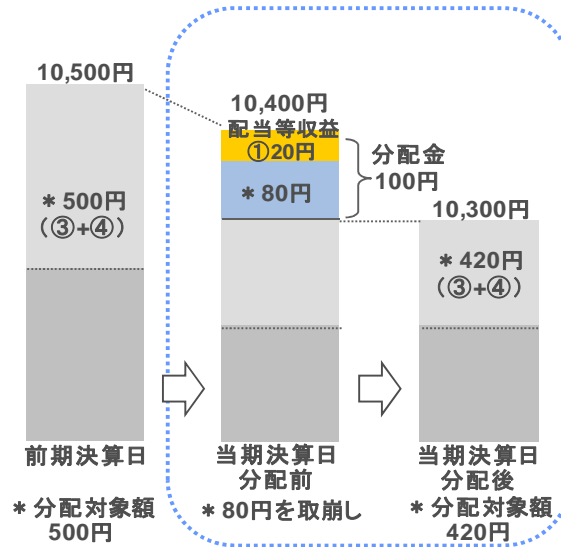 10,500円
＊500円
（③+④）
前期決算日
＊分配対象額
500円
10,400円
配当等収益
①20円
＊80円
分配金
100円
当期決算日
分配前
＊80円を取崩し
10,300円
＊420円
（③+④）
当期決算日
分配後
＊分配対象額
420円